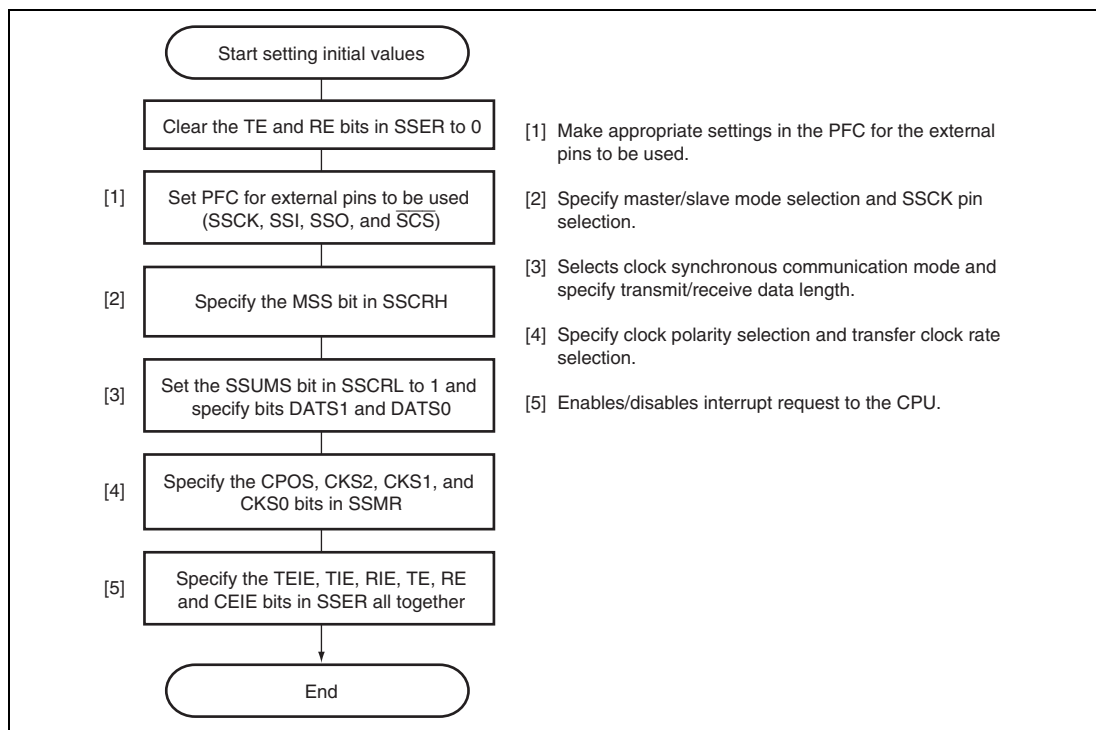 Start setting initial values
Clear the TE and RE bits in SSER to 0
[1]
Set PFC for external pins to be used
(SSCK, SSI, SSO, and S̅C̅S̅)
[2]
Specify the MSS bit in SSCRH
[3]
Set the SSUMS bit in SSCRL to 1 and
specify bits DATS1 and DATS0
[4]
Specify the CPOS, CKS2, CKS1, and
CKS0 bits in SSMR
[5]
Specify the TEIE, TIE, RIE, TE, RE
and CEIE bits in SSER all together
End
[1] Make appropriate settings in the PFC for the external
pins to be used.
[2] Specify master/slave mode selection and SSCK pin
selection.
[3] Selects clock synchronous communication mode and
specify transmit/receive data length.
[4] Specify clock polarity selection and transfer clock rate
selection.
[5] Enables/disables interrupt request to the CPU.